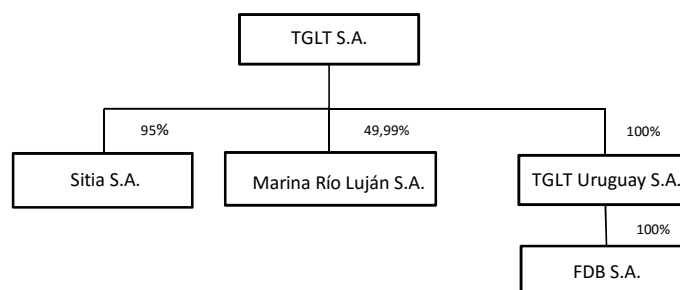 TGLT S.A.
95%
49,99%
100%
Sitia S.A.
Marina Río Luján S.A.
TGLT Uruguay S.A.
100%
FDB S.A.